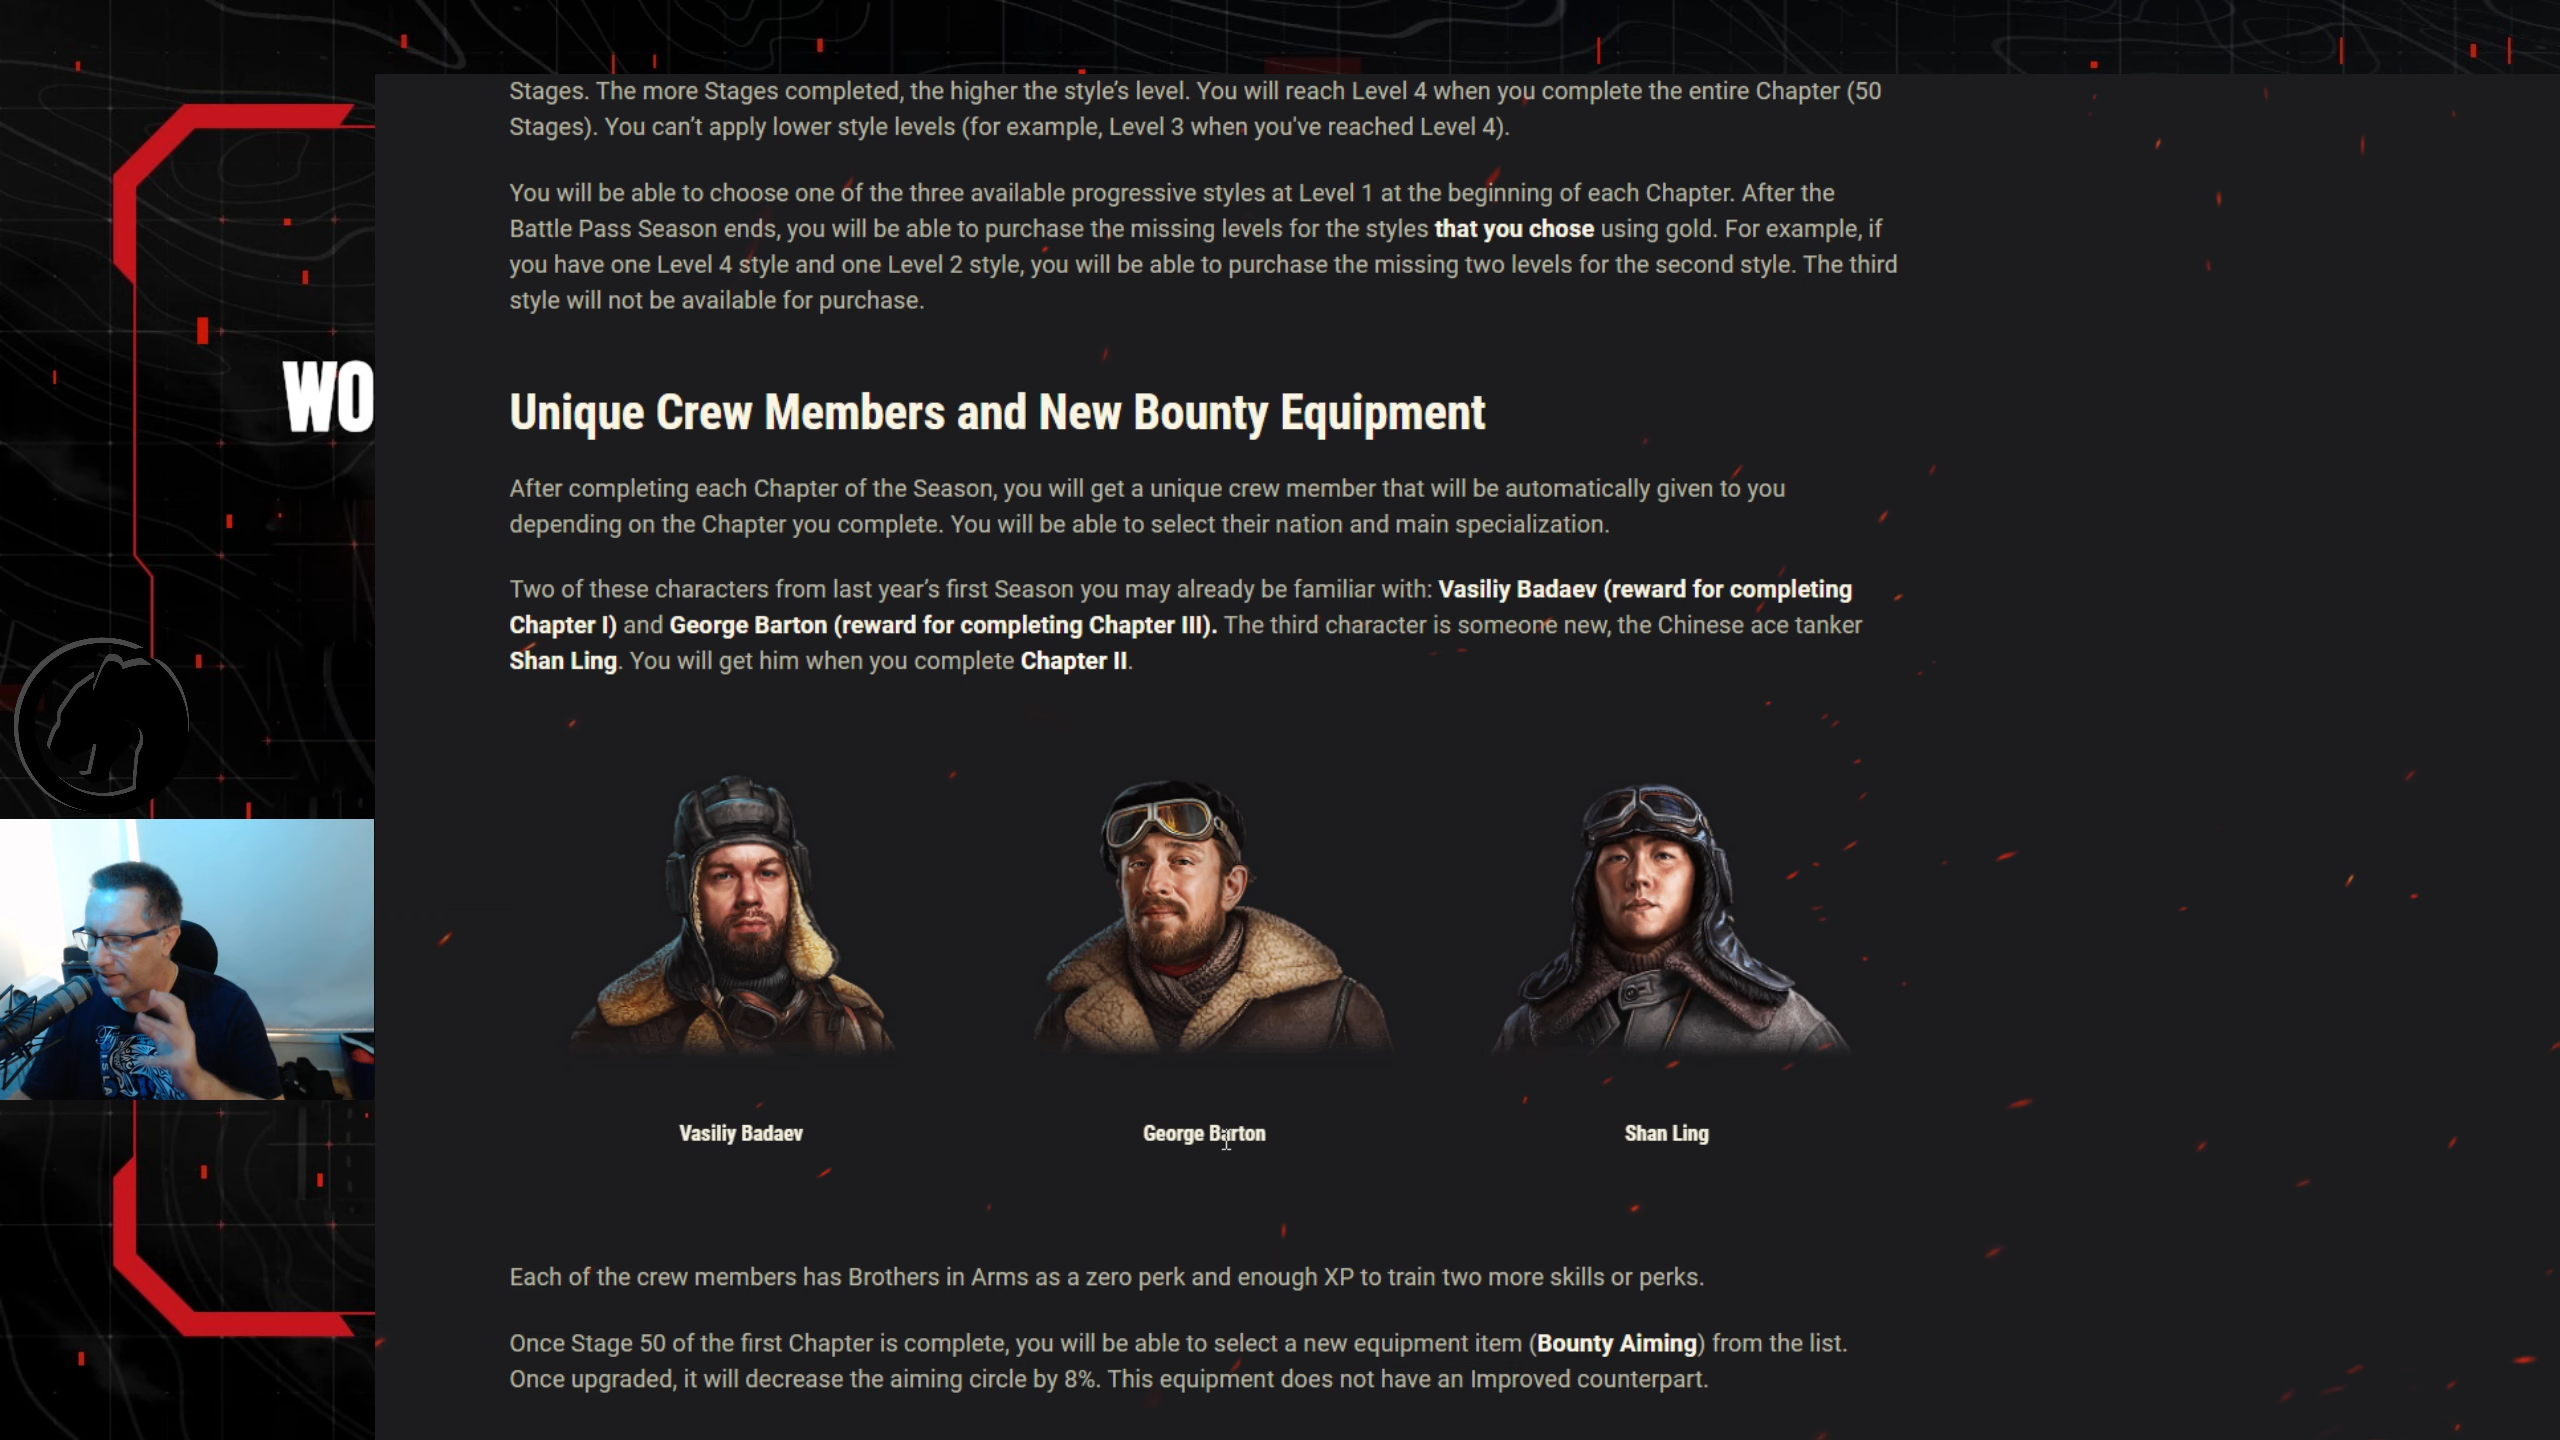 Stages. The more Stages completed, the higher the style’s level. You will reach Level 4 when you complete the entire Chapter (50
Stages). You can’t apply lower style levels (for example, Level 3 when you've reached Level 4).
You will be able to choose one of the three available progressive styles at Level 1 at the beginning of each Chapter. After the
Battle Pass Season ends, you will be able to purchase the missing levels for the styles that you chose using gold. For example, if
you have one Level 4 style and one Level 2 style, you will be able to purchase the missing two levels for the second style. The third
style will not be available for purchase.
WO
Unique Crew Members and New Bounty Equipment
After completing each Chapter of the Season, you will get a unique crew member that will be automatically given to you
depending on the Chapter you complete. You will be able to select their nation and main specialization.
Two of these characters from last year’s first Season you may already be familiar with: Vasiliy Badaev (reward for completing
Chapter I) and George Barton (reward for completing Chapter III). The third character is someone new, the Chinese ace tanker
Shan Ling. You will get him when you complete Chapter II.
Vasiliy Badaev
George Barton
Shan Ling
Each of the crew members has Brothers in Arms as a zero perk and enough XP to train two more skills or perks.
Once Stage 50 of the first Chapter is complete, you will be able to select a new equipment item (Bounty Aiming) from the list.
Once upgraded, it will decrease the aiming circle by 8%. This equipment does not have an Improved counterpart.